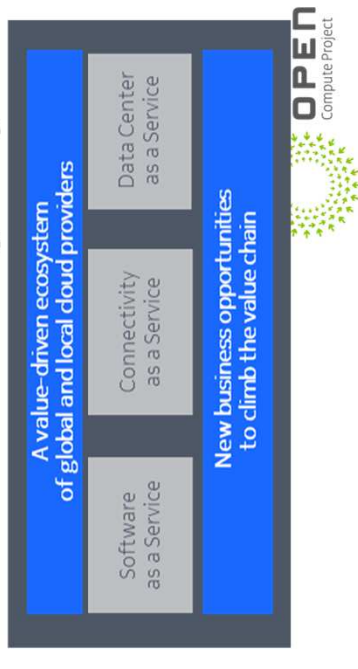 A value-driven ecosystem
of global and local cloud providers
Software
as a Service
Connectivity
as a Service
Data Center
as a Service
New business opportunities
to climb the value chain
OPEN
Compute Project